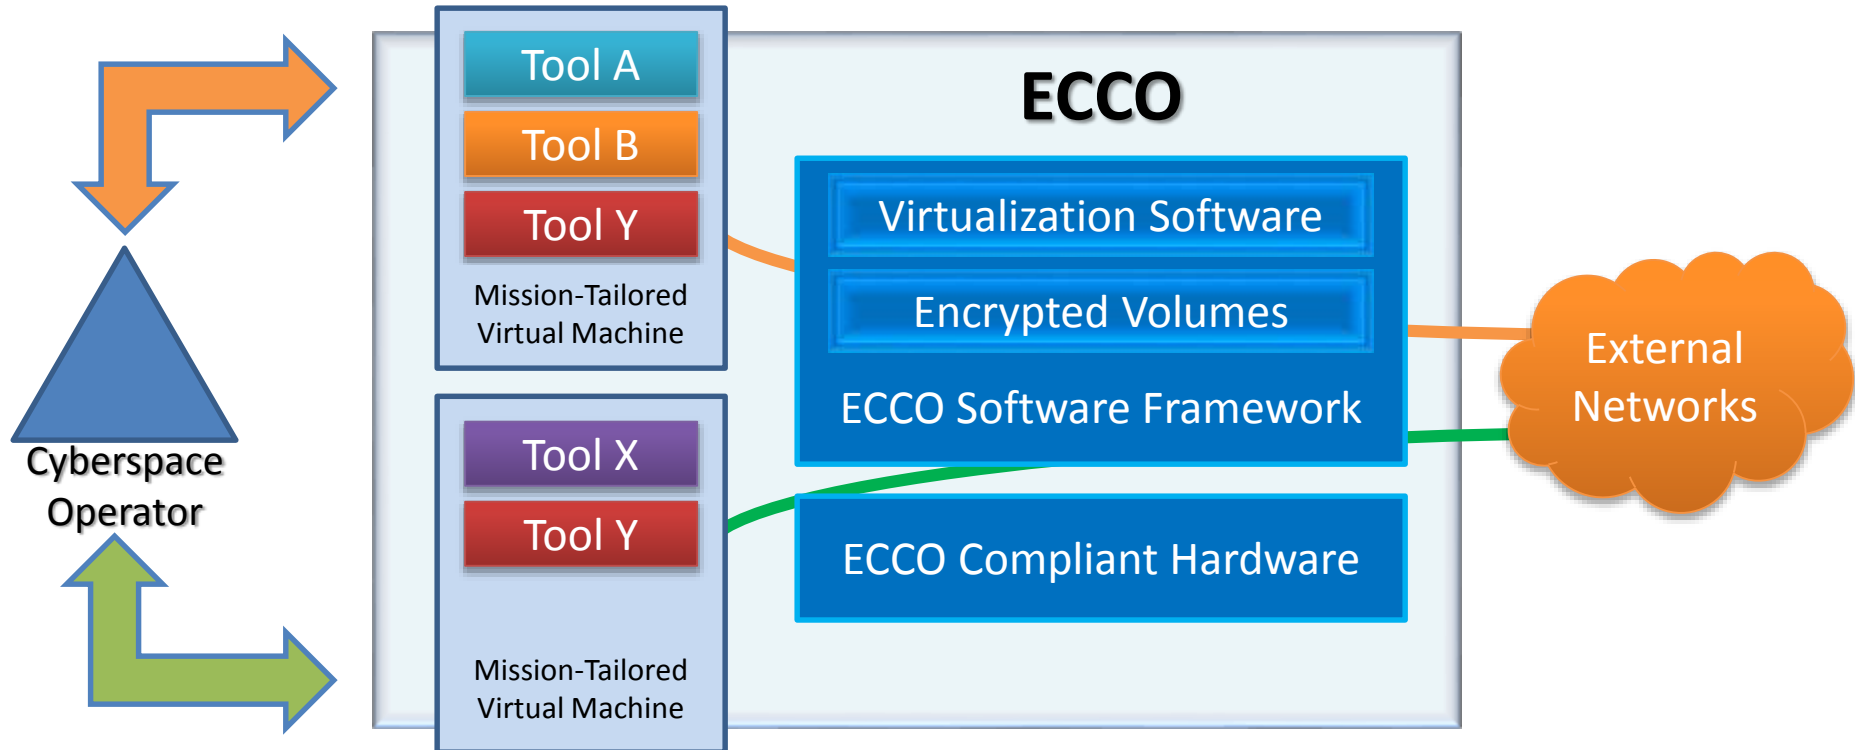 Cyberspace
Operator
Tool A
Tool B
Tool Y
Mission-Tailored
Virtual Machine
Tool X
Tool Y
Mission-Tailored
Virtual Machine
ECCO
Virtualization Software
Encrypted Volumes
ECCO Software Framework
ECCO Compliant Hardware
External
Networks